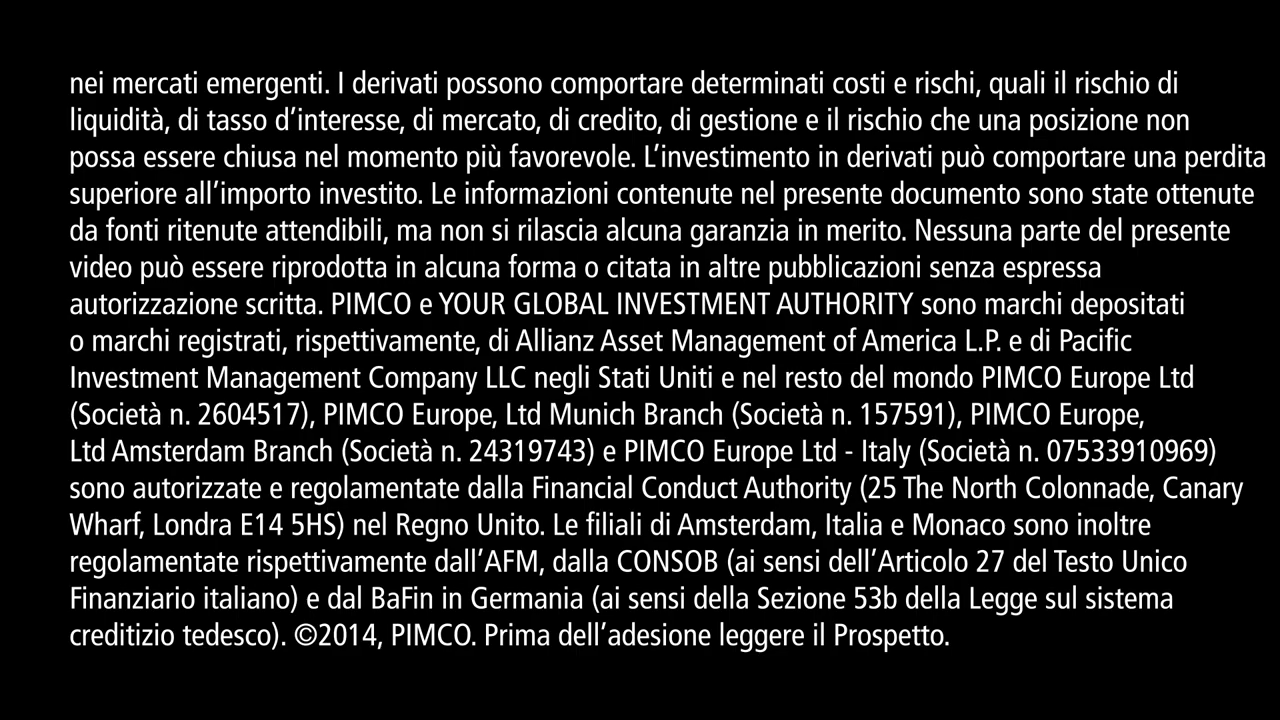 nei mercati emergenti. I derivati possono comportare determinati costi e rischi, quali il rischio di
liquidità, di tasso d’interesse, di mercato, di credito, di gestione e il rischio che una posizione non
possa essere chiusa nel momento più favorevole. L’investimento in derivati può comportare una perdita
superiore all’importo investito. Le informazioni contenute nel presente documento sono state ottenute
da fonti ritenute attendibili, ma non si rilascia alcuna garanzia in merito. Nessuna parte del presente
video può essere riprodotta in alcuna forma o citata in altre pubblicazioni senza espressa
autorizzazione scritta. PIMCO e YOUR GLOBAL INVESTMENT AUTHORITY sono marchi depositati
o marchi registrati, rispettivamente, di Allianz Asset Management of America L.P. e di Pacific
Investment Management Company LLC negli Stati Uniti e nel resto del mondo PIMCO Europe Ltd
(Società n. 2604517), PIMCO Europe, Ltd Munich Branch (Società n. 157591), PIMCO Europe,
Ltd Amsterdam Branch (Società n. 24319743) e PIMCO Europe Ltd - Italy (Società n. 07533910969)
sono autorizzate e regolamentate dalla Financial Conduct Authority (25 The North Colonnade, Canary
Wharf, Londra E14 5HS) nel Regno Unito. Le filiali di Amsterdam, Italia e Monaco sono inoltre
regolamentate rispettivamente dall’AFM, dalla CONSOB (ai sensi dell’Articolo 27 del Testo Unico
Finanziario italiano) e dal BaFin in Germania (ai sensi della Sezione 53b della Legge sul sistema
creditizio tedesco). ©2014, PIMCO. Prima dell’adesione leggere il Prospetto.